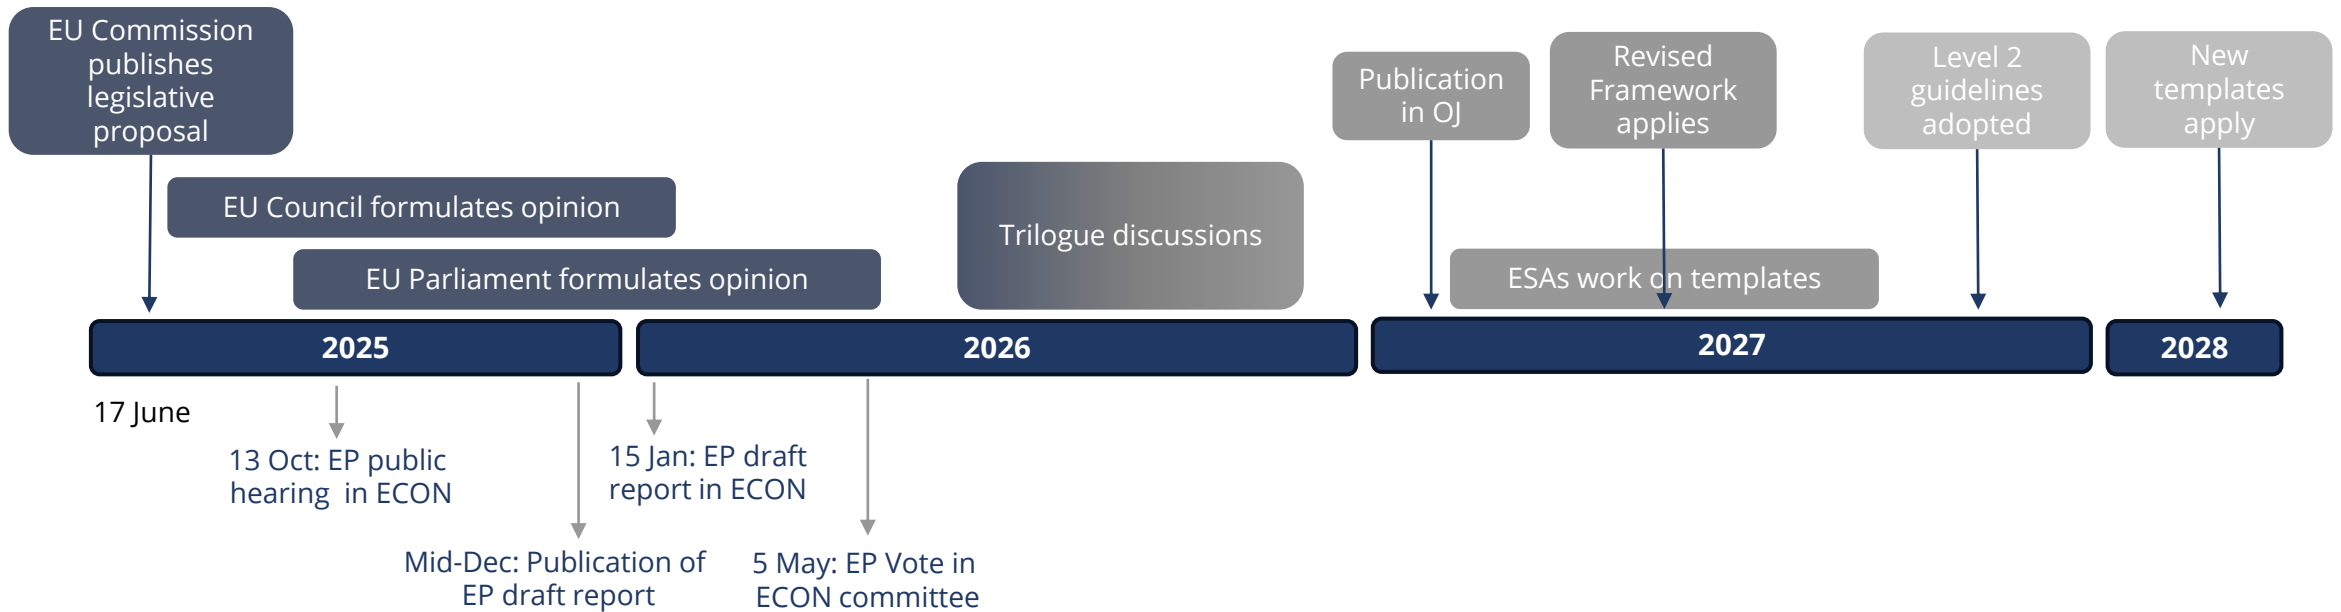 EU Commission
publishes
legislative
proposal
Publication
in OJ
Revised
Framework
applies
Level 2
guidelines
adopted
New
templates
apply
EU Council formulates opinion
Trilogue discussions
EU Parliament formulates opinion
ESAs work on templates
2025
2026
2027
2028
17 June
13 Oct: EP public
hearing  in ECON
15 Jan: EP draft
report in ECON
Mid-Dec: Publication of
EP draft report
5 May: EP Vote in
ECON committee